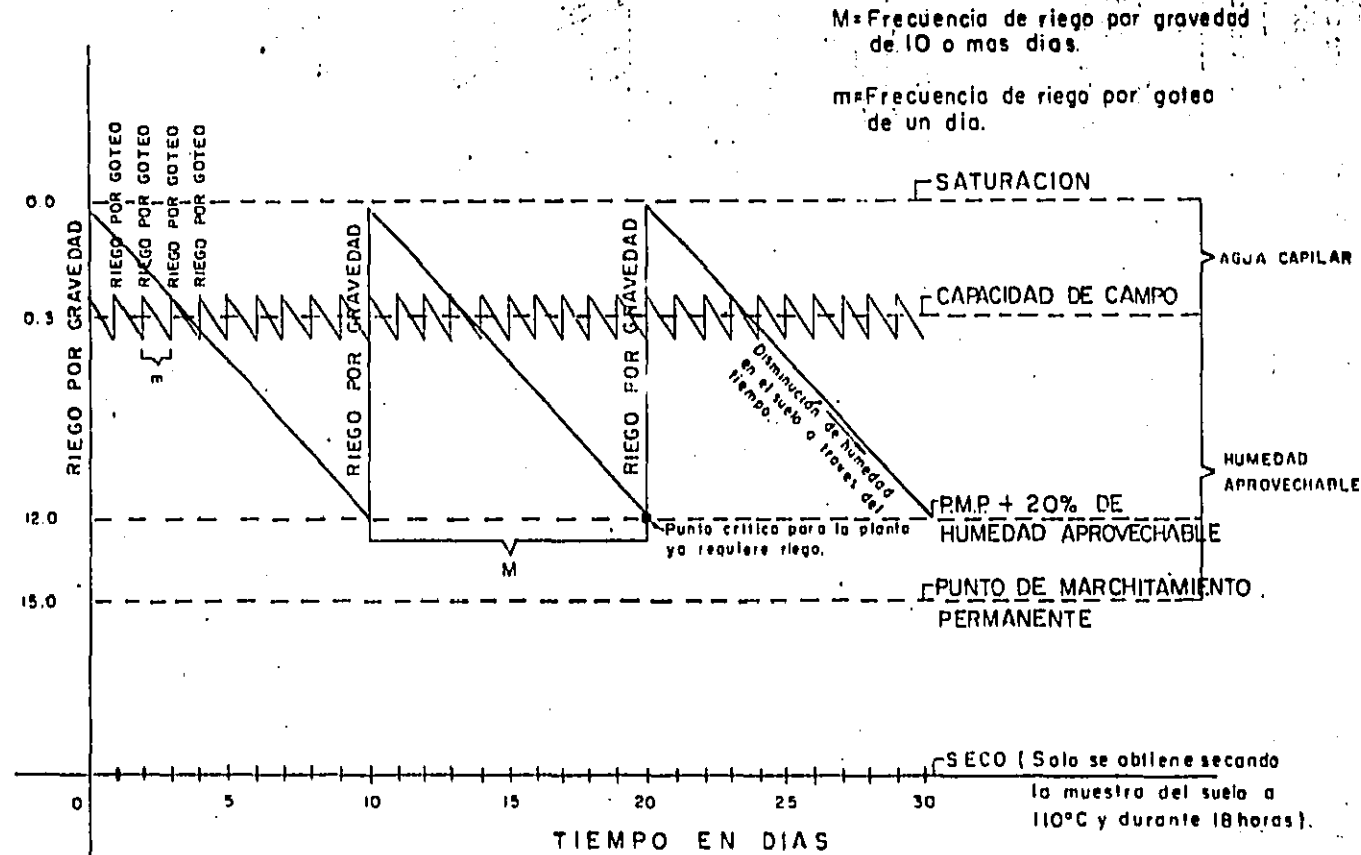 M=Frecuencia de riego por gravedad
de 10 o mas dias.
m=Frecuencia de riego por goteo
de un dia.
RIEGO POR GOTEO
RIEGO POR GOTEO
RIEGO POR GOTEO
RIEGO POR GOTEO
0.0
SATURACION
RIEGO POR GRAVEDAD
RIEGO POR GRAVEDAD
RIEGO POR GRAVEDAD
AGUA CAPILAR
0.3
CAPACIDAD DE CAMPO
m
Disminución de humedad
en el suelo a traves del
tiempo.
HUMEDAD
APROVECHABLE
12.0
P.M.P. + 20% DE
HUMEDAD APROVECHABLE
Punto critico para la planta
ya requiere riego.
M
15.0
PUNTO DE MARCHITAMIENTO
PERMANENTE
SECO (Solo se obtiene secando
la muestra del suelo a
110°C y durante 18 horas).
0 5 10 15 20 25 30
TIEMPO EN DIAS